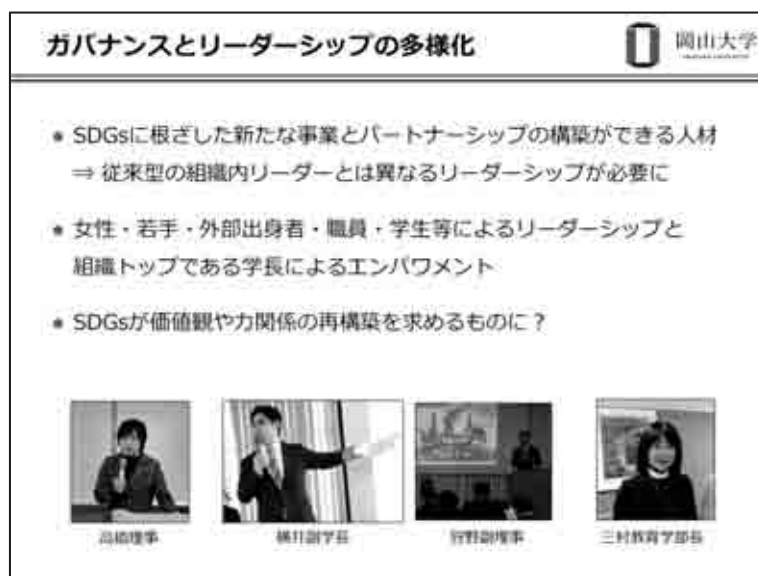 ガバナンスとリーダーシップの多様化
岡山大学
● SDGsに根ざした新たな事業とパートナーシップの構築ができる人材
⇒ 従来型の組織内リーダーとは異なるリーダーシップが必要に
● 女性・若手・外部出身者・職員・学生等によるリーダーシップと
組織トップである学長によるエンパワメント
● SDGsが価値観や力関係の再構築を求めるものに？
高橋理事
横井副学長
狩野副理事
三村教育学部長